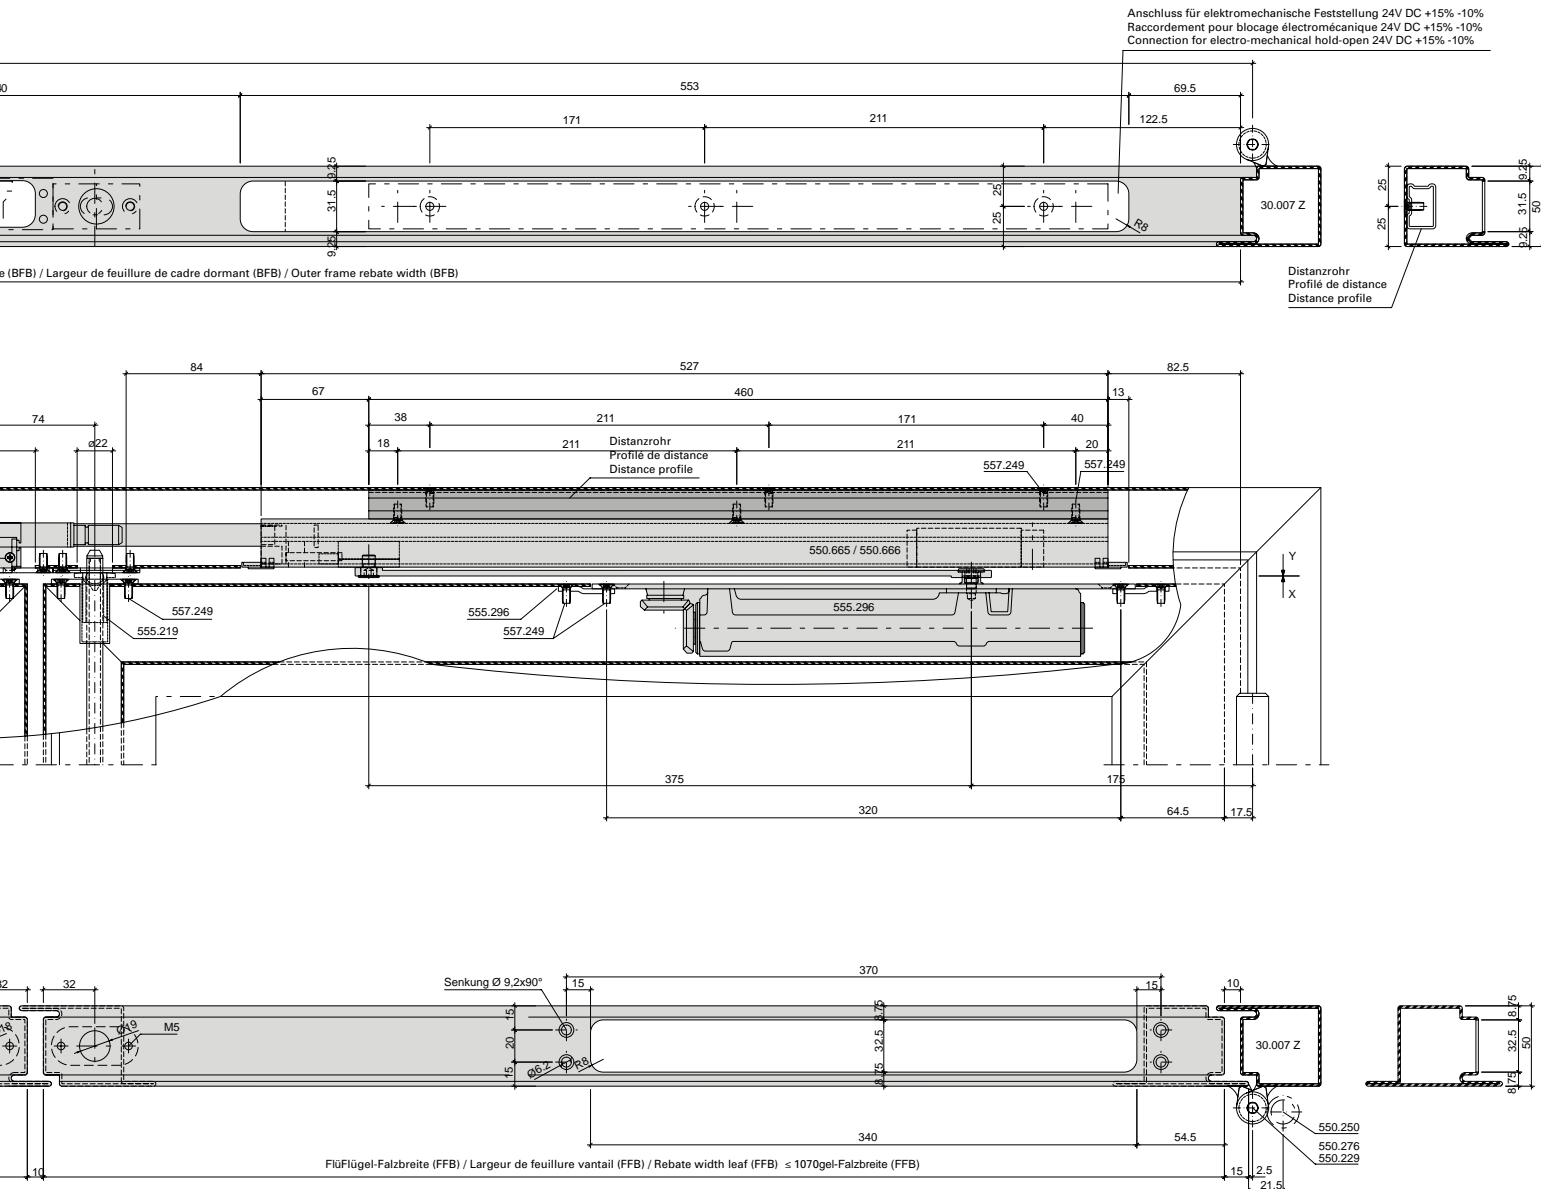 Anschluss für elektromechanische Feststellung 24V DC +15% -10%
Raccordement pour blocage électromécanique 24V DC +15% -10%
Connection for electro-mechanical hold-open 24V DC +15% -10%
553
69.5
171
211
122.5
9.25
31.5
9.25
25
25
R8
30.007 Z
25
25
9.25
31.5
9.25
50
e (BFB) / Largeur de feuillure de cadre dormant (BFB) / Outer frame rebate width (BFB)
Distanzrohr
Profilé de distance
Distance profile
84
527
82.5
67
460
13
74
38
211
171
40
ø22
18
211
211
20
Distanzrohr
Profilé de distance
Distance profile
557.249
557.249
550.665 / 550.666
Y
X
557.249
555.219
555.296
557.249
555.296
375
175
320
64.5
17.5
32
32
Senkung Ø 9,2x90°
370
15
15
10
Ø19
M5
15
20
15
Ø6.2
R8
8.75
32.5
8.75
30.007 Z
8.75
32.5
8.75
50
550.250
550.276
550.229
340
54.5
10
FlüFlügel-Falzbreite (FFB) / Largeur de feuillure vantail (FFB) / Rebate width leaf (FFB) ≤ 1070gel-Falzbreite (FFB)
15
2.5
21.5